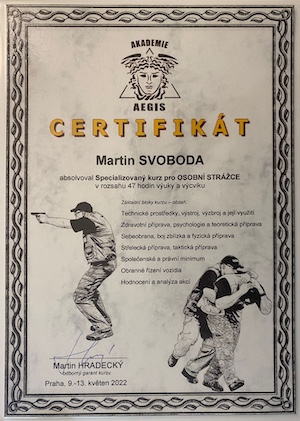 AKADEMIE
AEGIS
CERTIFIKÁT
Martin SVOBODA
absolvoval Specializovaný kurz pro OSOBNÍ STRÁŽCE
v rozsahu 47 hodin výuky a výcviku
Základní bloky kurzu – obsah:
Technické prostředky, výstroj, výzbroj a její využití
Zdravotní příprava, psychologie a teoretická příprava
Sebeobrana, boj zblízka a fyzická příprava
Střelecká příprava, taktická příprava
Společenské a právní minimum
Obranné řízení vozidla
Hodnocení a analýza akcí
Martin HRADECKÝ
odborný garant kurzu
Praha, 9.-13. květen 2022